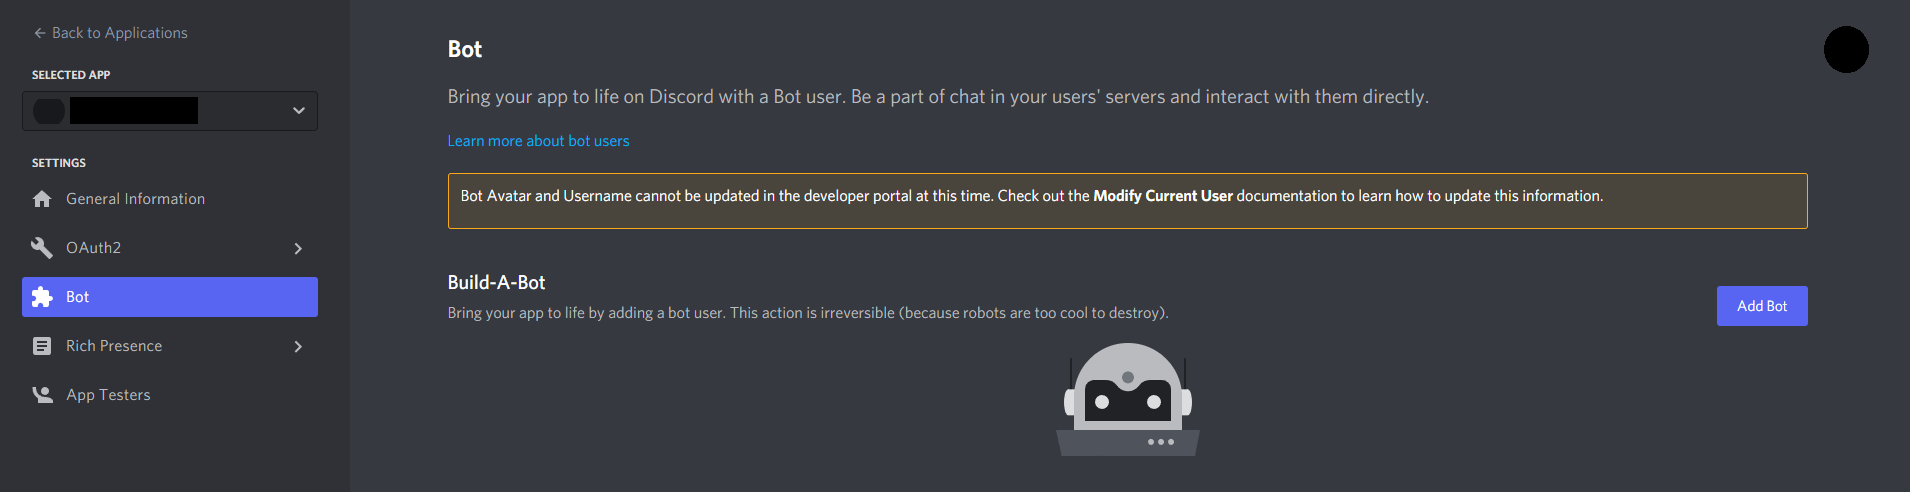 Back to Applications
SELECTED APP
SETTINGS
General Information
OAuth2
Bot
Rich Presence
App Testers
Bot
Bring your app to life on Discord with a Bot user. Be a part of chat in your users' servers and interact with them directly.
Learn more about bot users
Bot Avatar and Username cannot be updated in the developer portal at this time. Check out the Modify Current User documentation to learn how to update this information.
Build-A-Bot
Bring your app to life by adding a bot user. This action is irreversible (because robots are too cool to destroy).
Add Bot